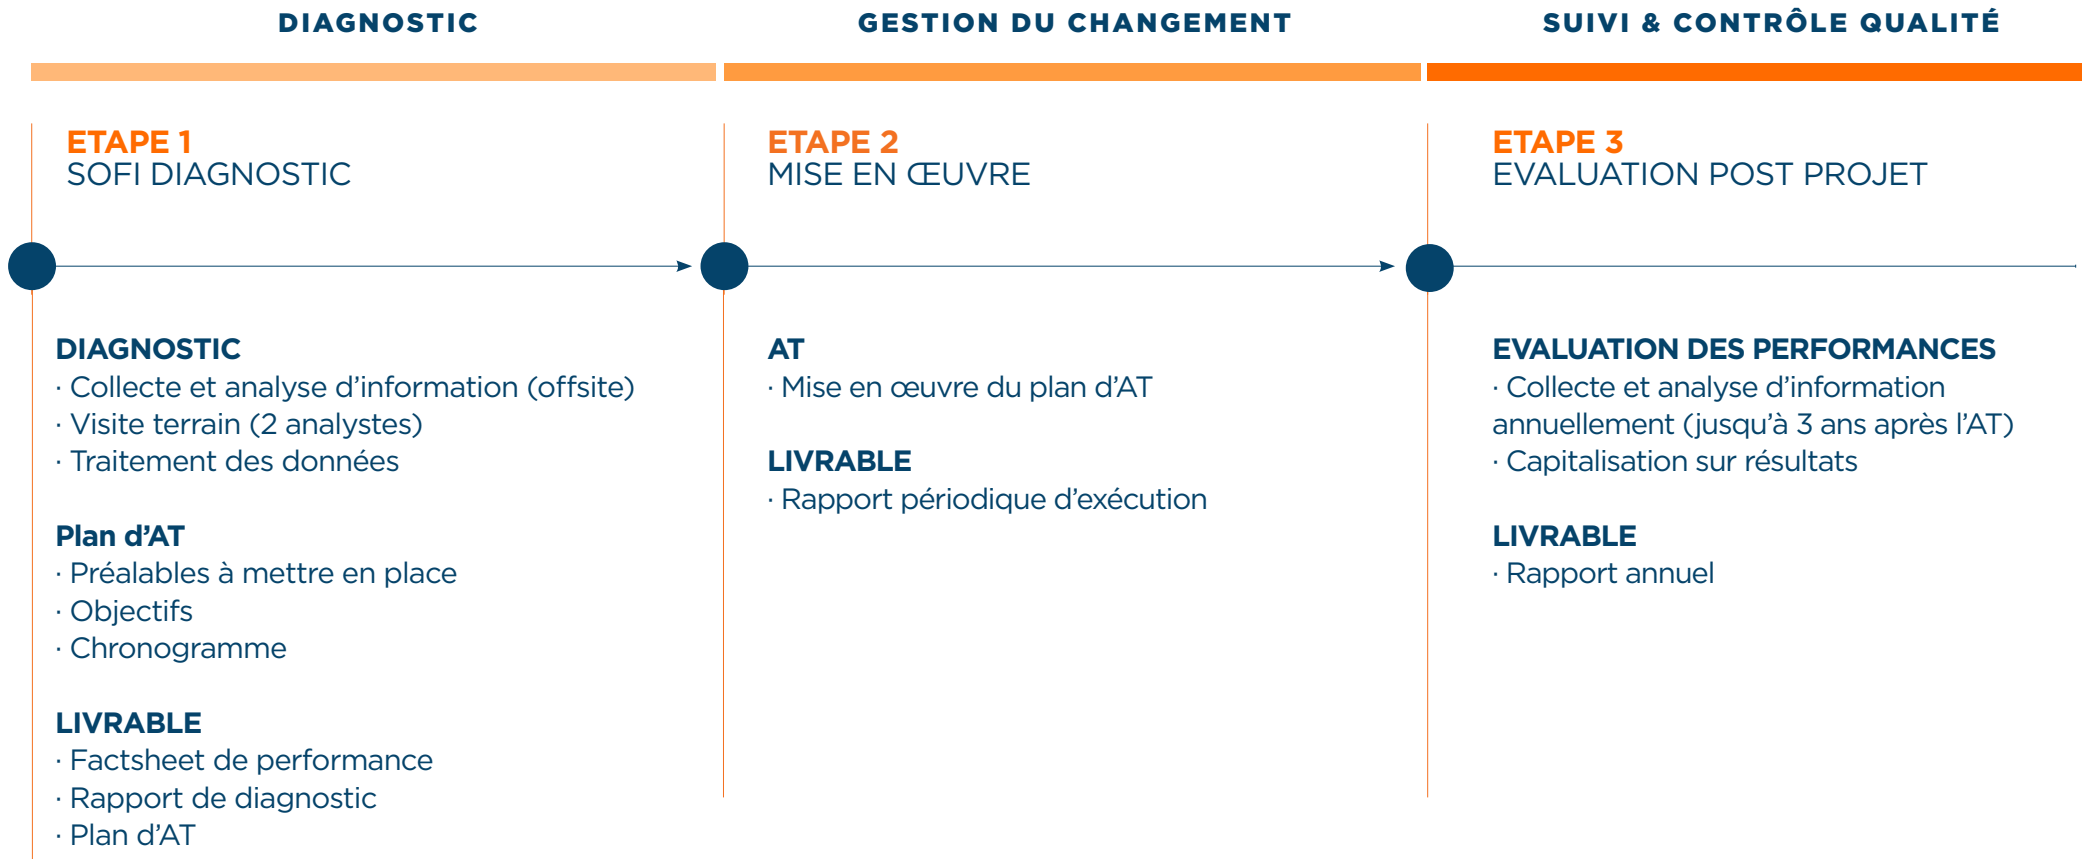 DIAGNOSTIC
GESTION DU CHANGEMENT
SUIVI & CONTRÔLE QUALITÉ
ETAPE 1
SOFI DIAGNOSTIC
ETAPE 2
MISE EN ŒUVRE
ETAPE 3
EVALUATION POST PROJET
DIAGNOSTIC
· Collecte et analyse d’information (offsite)
· Visite terrain (2 analystes)
· Traitement des données
Plan d’AT
· Préalables à mettre en place
· Objectifs
· Chronogramme
LIVRABLE
· Factsheet de performance
· Rapport de diagnostic
· Plan d’AT
AT
· Mise en œuvre du plan d’AT
LIVRABLE
· Rapport périodique d’exécution
EVALUATION DES PERFORMANCES
· Collecte et analyse d’information
annuellement (jusqu’à 3 ans après l’AT)
· Capitalisation sur résultats
LIVRABLE
· Rapport annuel